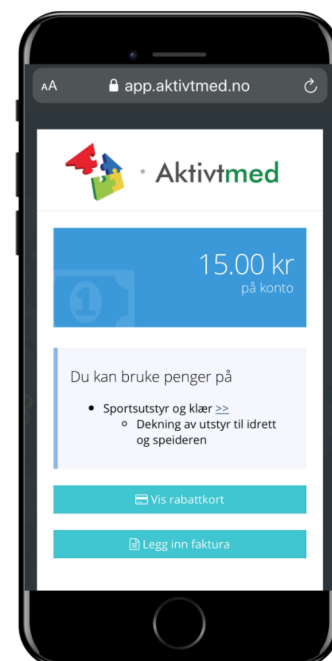 AA app.aktivtmed.no
Aktivtmed
15.00 kr
på konto
1
Du kan bruke penger på
Sportsutstyr og klær >>
Dekning av utstyr til idrett
og speideren
Vis rabattkort
Legg inn faktura